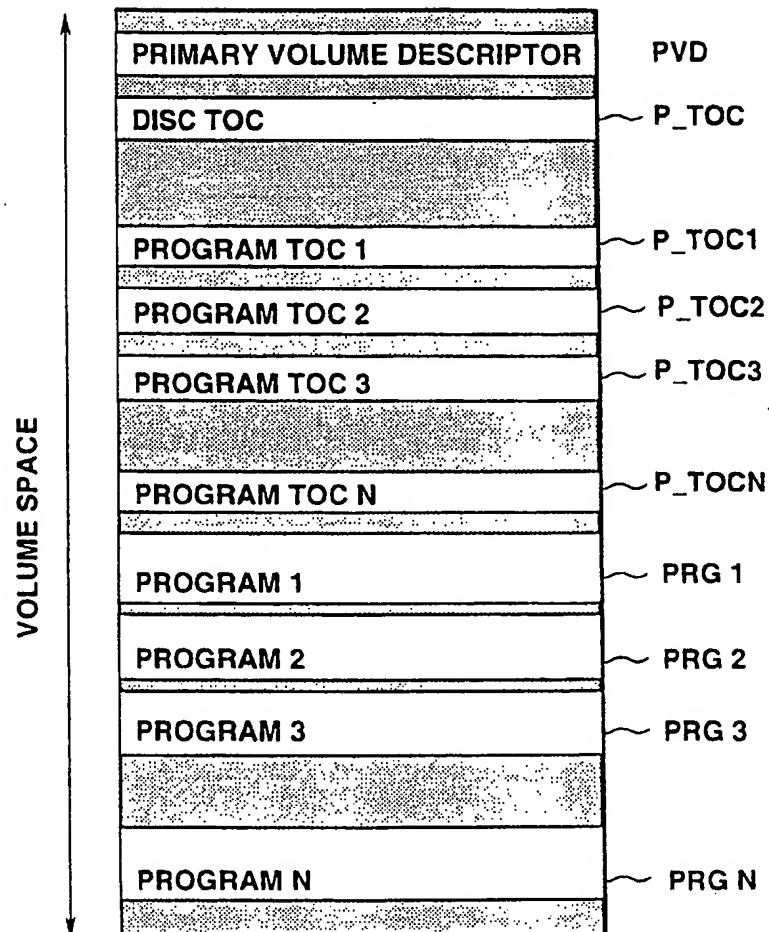 PRIMARY VOLUME DESCRIPTOR PVD
DISC TOC P_TOC
PROGRAM TOC 1 P_TOC1
PROGRAM TOC 2 P_TOC2
PROGRAM TOC 3 P_TOC3
PROGRAM TOC N P_TOCN
PROGRAM 1 PRG 1
PROGRAM 2 PRG 2
PROGRAM 3 PRG 3
PROGRAM N PRG N
VOLUME SPACE